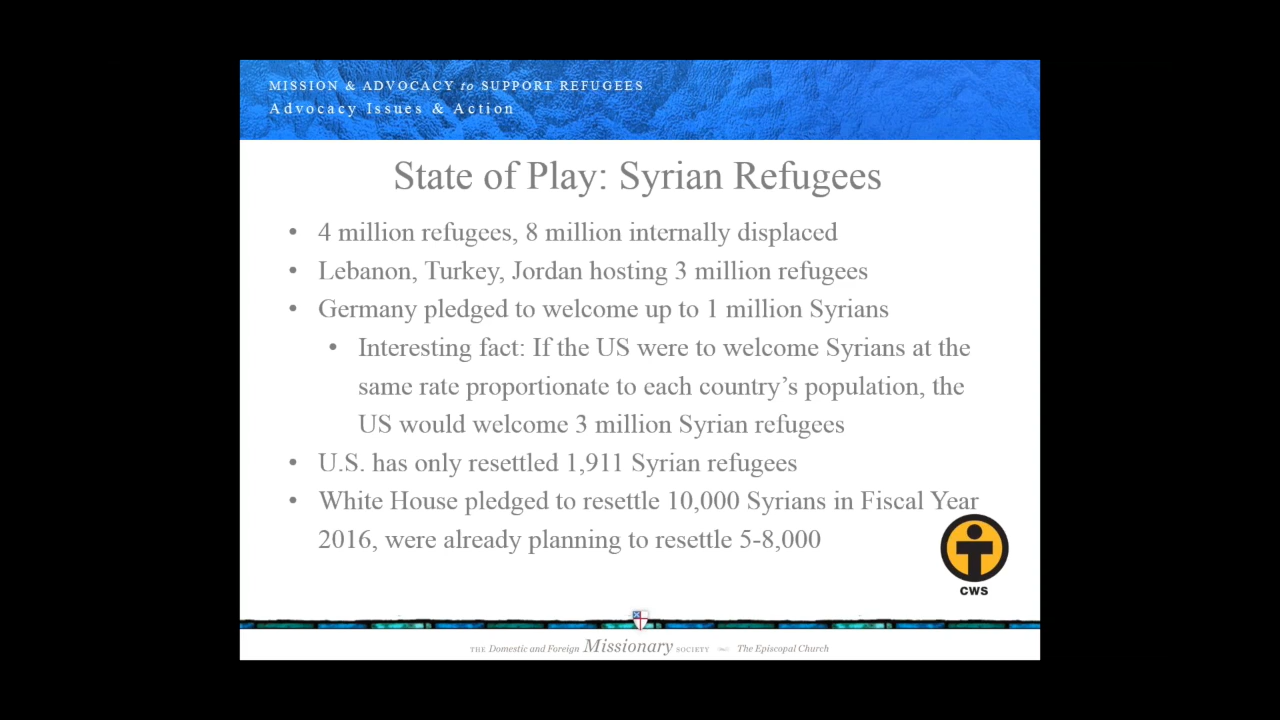 MISSION & ADVOCACY to SUPPORT REFUGEES
Advocacy Issues & Action
State of Play: Syrian Refugees
• 4 million refugees, 8 million internally displaced
• Lebanon, Turkey, Jordan hosting 3 million refugees
• Germany pledged to welcome up to 1 million Syrians
• Interesting fact: If the US were to welcome Syrians at the
same rate proportionate to each country’s population, the
US would welcome 3 million Syrian refugees
• U.S. has only resettled 1,911 Syrian refugees
• White House pledged to resettle 10,000 Syrians in Fiscal Year
2016, were already planning to resettle 5-8,000
CWS
THE Domestic and Foreign Missionary SOCIETY The Episcopal Church